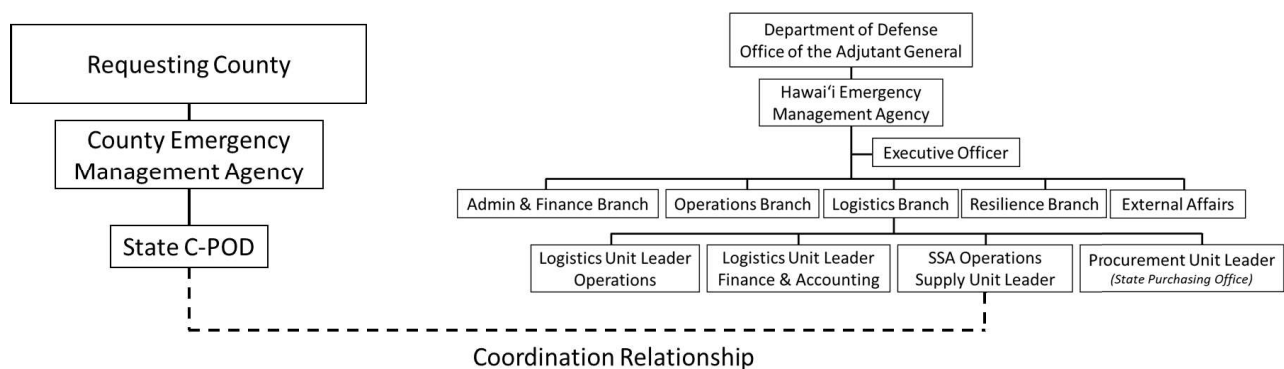 Requesting County
County Emergency
Management Agency
State C-POD
Department of Defense
Office of the Adjutant General
Hawaiʻi Emergency
Management Agency
Executive Officer
Admin & Finance Branch
Operations Branch
Logistics Branch
Resilience Branch
External Affairs
Logistics Unit Leader
Operations
Logistics Unit Leader
Finance & Accounting
SSA Operations
Supply Unit Leader
Procurement Unit Leader
(State Purchasing Office)
Coordination Relationship